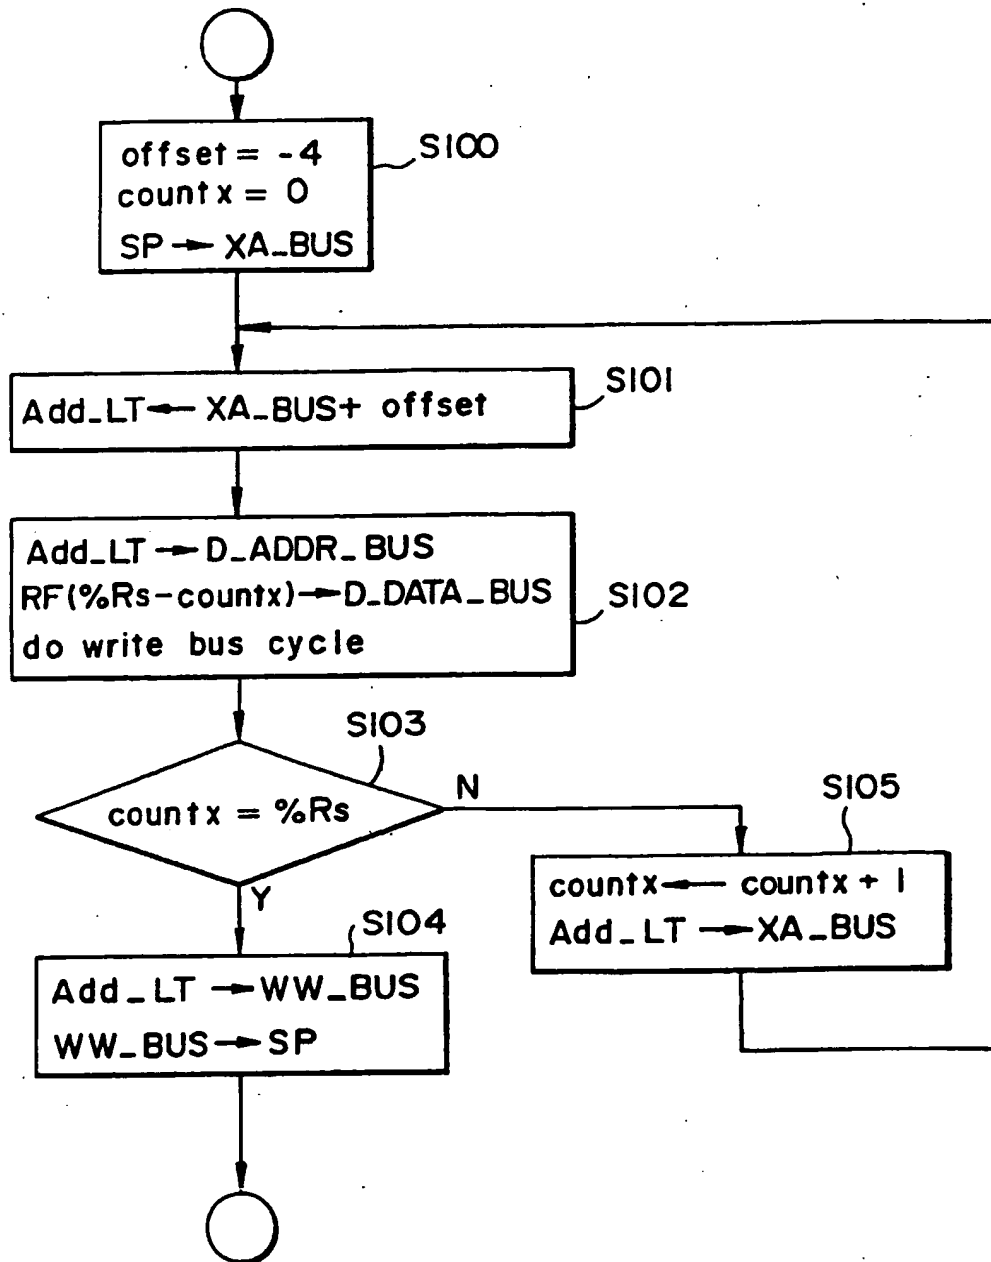 offset = -4
countx = 0
SP → XA_BUS
S100
Add_LT ← XA_BUS + offset
S101
Add_LT → D_ADDR_BUS
RF(%Rs-countx) → D_DATA_BUS
do write bus cycle
S102
S103
countx = %Rs
N
Y
S105
countx ← countx + 1
Add_LT → XA_BUS
S104
Add_LT → WW_BUS
WW_BUS → SP